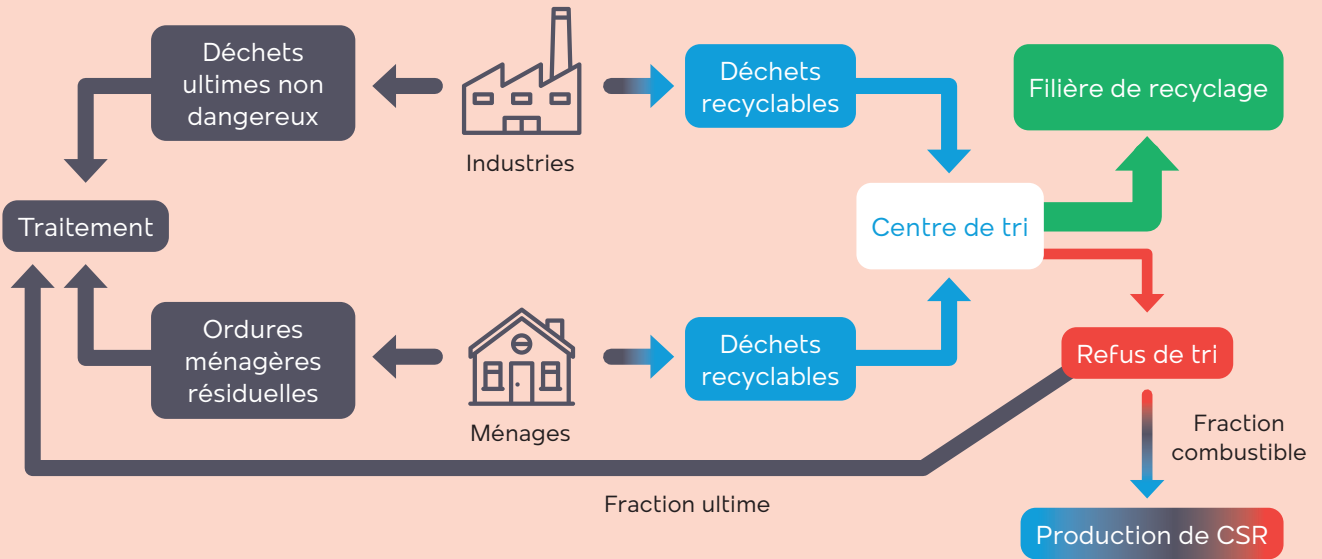 Déchets
ultimes non
dangereux
Industries
Déchets
recyclables
Filière de recyclage
Traitement
Centre de tri
Ordures
ménagères
résiduelles
Ménages
Déchets
recyclables
Refus de tri
Fraction
combustible
Fraction ultime
Production de CSR